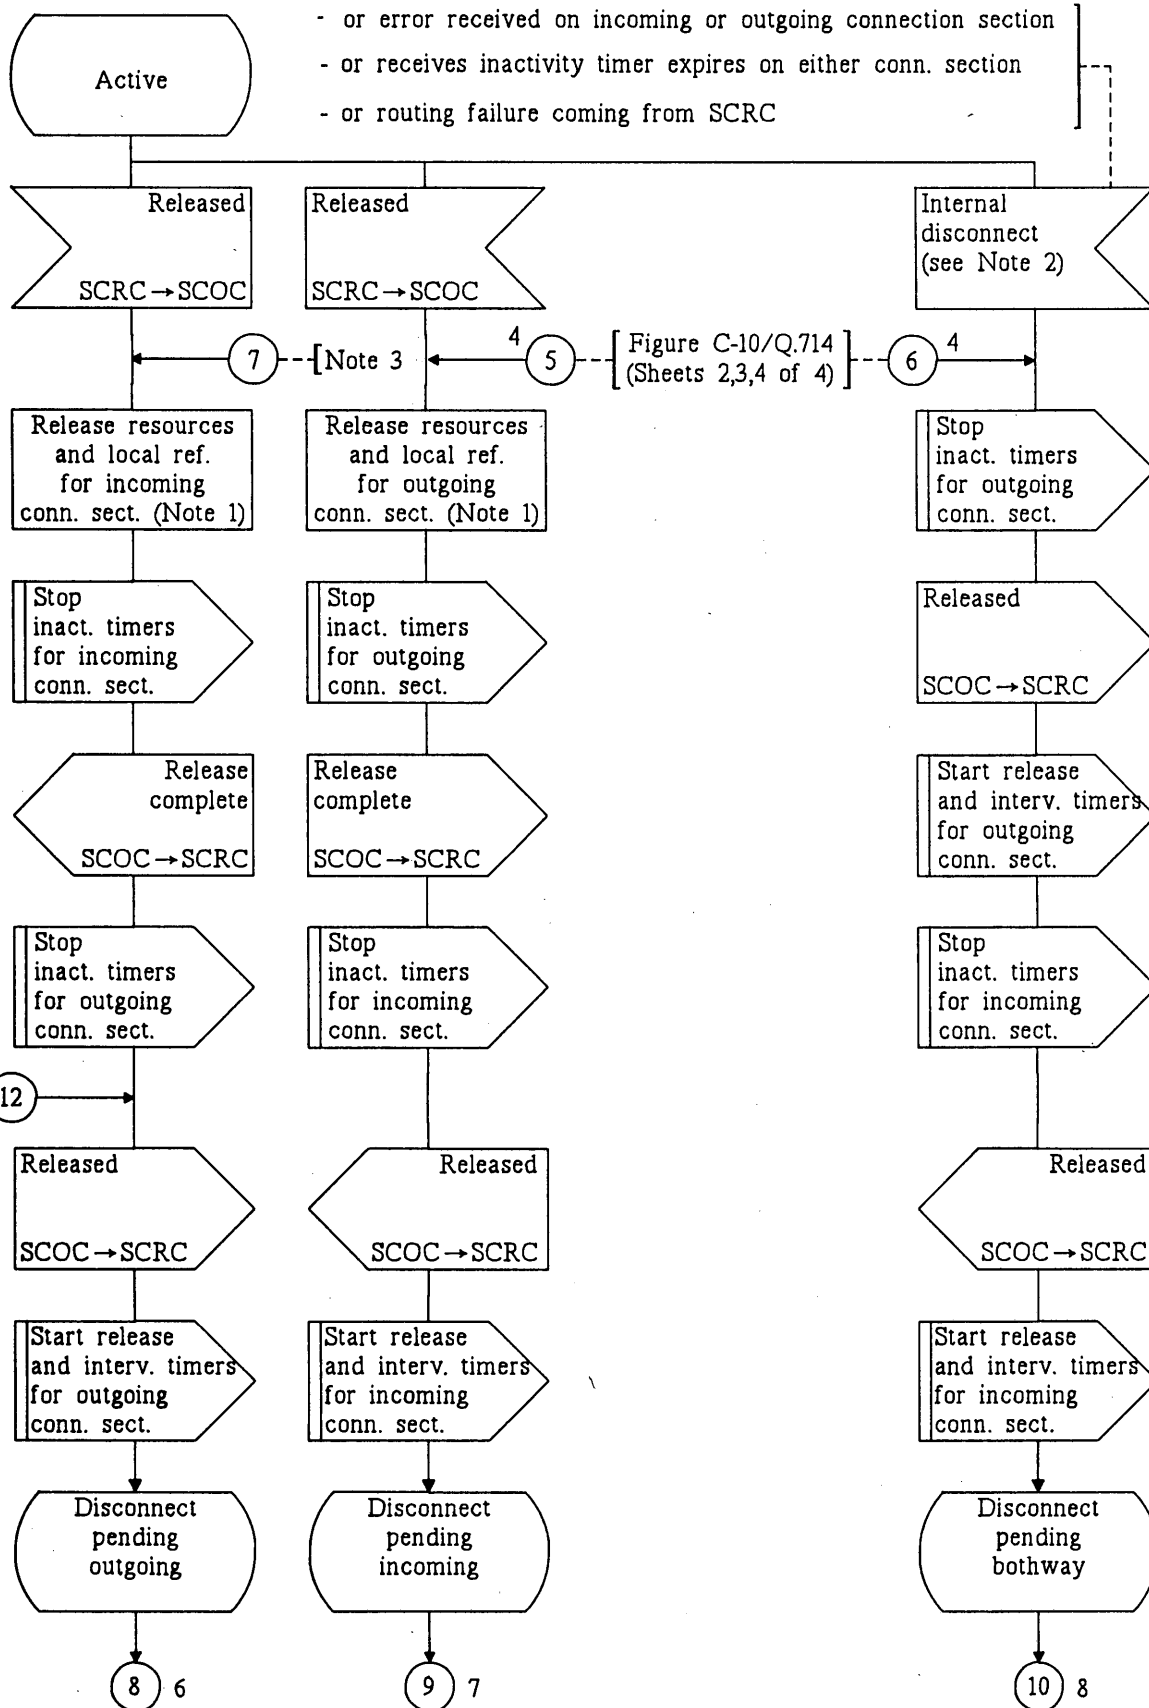 - or error received on incoming or outgoing connection section
Active
- or receives inactivity timer expires on either conn. section
- or routing failure coming from SCRC
Released
SCRC → SCOC
Released
SCRC → SCOC
Internal
disconnect
(see Note 2)
7
[Note 3
4
5
Figure C-10/Q.714
(Sheets 2,3,4 of 4)
6
4
Release resources
and local ref.
for incoming
conn. sect. (Note 1)
Release resources
and local ref.
for outgoing
conn. sect. (Note 1)
Stop
inact. timers
for outgoing
conn. sect.
Stop
inact. timers
for incoming
conn. sect.
Stop
inact. timers
for outgoing
conn. sect.
Released
SCOC → SCRC
Release
complete
SCOC → SCRC
Release
complete
SCOC → SCRC
Start release
and interv. timers
for outgoing
conn. sect.
Stop
inact. timers
for outgoing
conn. sect.
Stop
inact. timers
for incoming
conn. sect.
Stop
inact. timers
for incoming
conn. sect.
12
Released
SCOC → SCRC
Released
SCOC → SCRC
Released
SCOC → SCRC
Start release
and interv. timers
for outgoing
conn. sect.
Start release
and interv. timers
for incoming
conn. sect.
Start release
and interv. timers
for incoming
conn. sect.
Disconnect
pending
outgoing
Disconnect
pending
incoming
Disconnect
pending
bothway
8
6
9
7
10
8